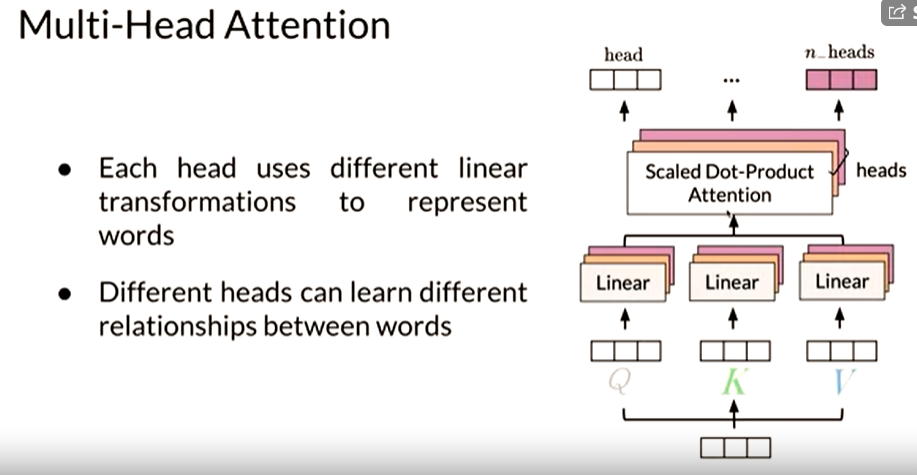 Multi-Head Attention
Each head uses different linear
transformations to represent
words
Different heads can learn different
relationships between words
head
...
n_heads
Scaled Dot-Product
Attention
heads
Linear
Linear
Linear
Q
K
V